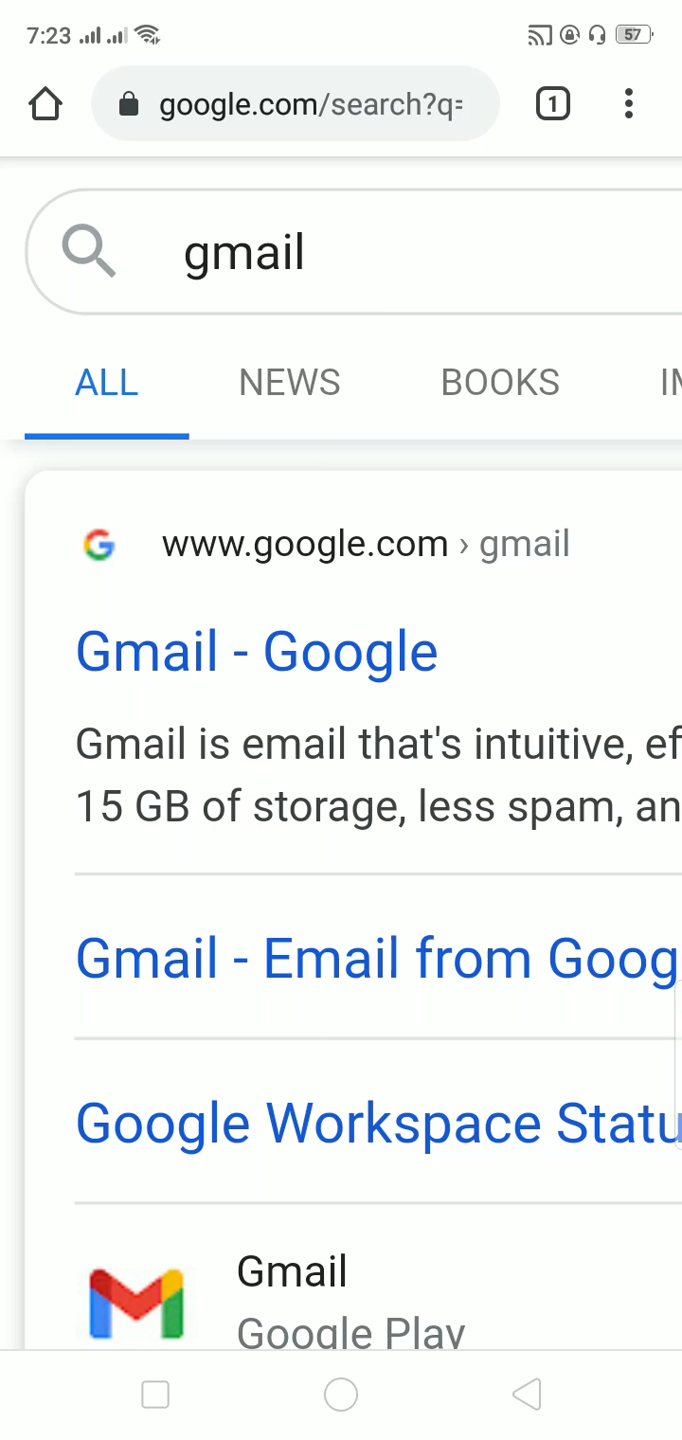 7:23
57
google.com/search?q=
1
gmail
ALL NEWS BOOKS
www.google.com › gmail
Gmail - Google
Gmail is email that's intuitive,
15 GB of storage, less spam,
Gmail - Email from
Google Workspace
Gmail
Google Play